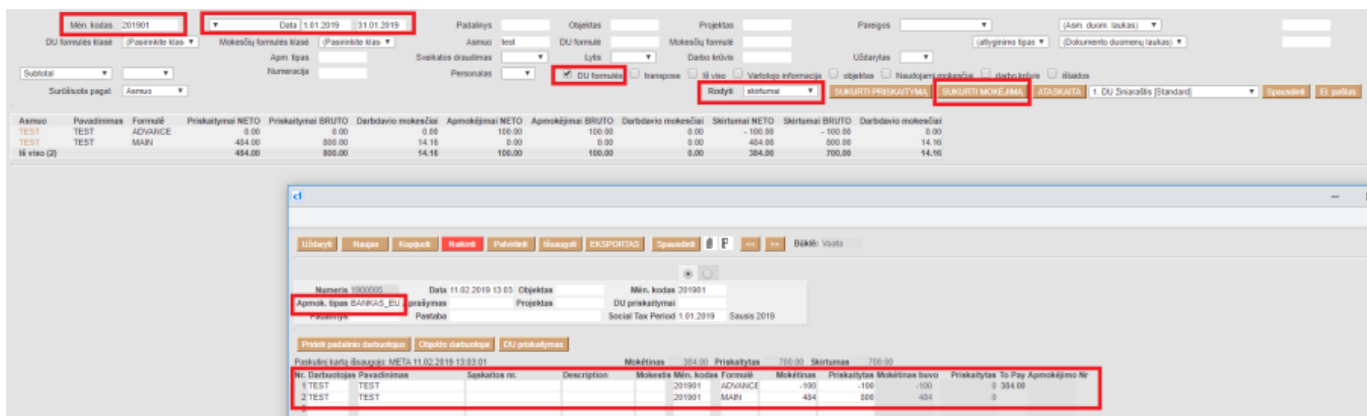 Mėn. kodas 201901 Data 1.01.2019 31.01.2019 Padalinys Objektas Projektas Pareigos (Asm. duom. laukas)
DU formulės klasė (Pasirinkite klas Mokesčių formulės klasė (Pasirinkite klas Asmuo test DU formulė Mokesčių formulė (atlyginimo tipas (Dokumento duomenų laukas)
Apm. tipas Sveikatos draudimas Lytis Darbo krūvis Uždarytas
Subtotal Numeracija Personalas DU formulės transpose Iš viso Vartotojo informacija objektas Naudojami mokesčiai darbo krūvis išlaidos
Surūšiuota pagal: Asmuo Rodyti skirtumai SUKURTI PRISKAITYMĄ SUKURTI MOKĖJIMĄ ATASKAITA 1. DU žiniaraštis [Standard] Spausdinti El. paštas
Asmuo Pavadinimas Formulė Priskaitymai NETO Priskaitymai BRUTO Darbdavio mokesčiai Apmokėjimai NETO Apmokėjimai BRUTO Darbdavio mokesčiai Skirtumai NETO Skirtumai BRUTO Darbdavio mokesčiai
TEST TEST ADVANCE 0.00 0.00 0.00 100.00 100.00 0.00 - 100.00 - 100.00 0.00
TEST TEST MAIN 484.00 800.00 14.16 0.00 0.00 0.00 484.00 800.00 14.16
Iš viso (2) 484.00 800.00 14.16 100.00 100.00 0.00 384.00 700.00 14.16
Uždaryti Naujas Kopijuoti Naikinti Patvirtinti Išsaugoti EKSPORTAS Spausdinti F << >> Būklė: Vaata
Numeris 1900005 Data 11.02.2019 13:03 Objektas Mėn. kodas 201901
Apmok. tipas BANKAS_EU Aprašymas Projektas DU priskaitymai
Padalinys Pastaba Social Tax Period 1.01.2019 Sausis 2019
Pridėti padalinio darbuotojus Objekto darbuotojai DU priskaitymas
Paskutinį kartą išsaugojo: META 11.02.2019 13:03:01 Mokėtinas 384.00 Priskaitytas 700.00 Skirtumas 700.00
Nr. Darbuotojas Pavadinimas Sąskaitos nr. Description Mokestis Mėn. kodas Formulė Mokėtinas Priskaitytas Mokėtinas buvo Priskaitytas To Pay Apmokėjimo Nr
1 TEST TEST 201901 ADVANCE -100 -100 -100 0 384.00
2 TEST TEST 201901 MAIN 484 800 484 0
3